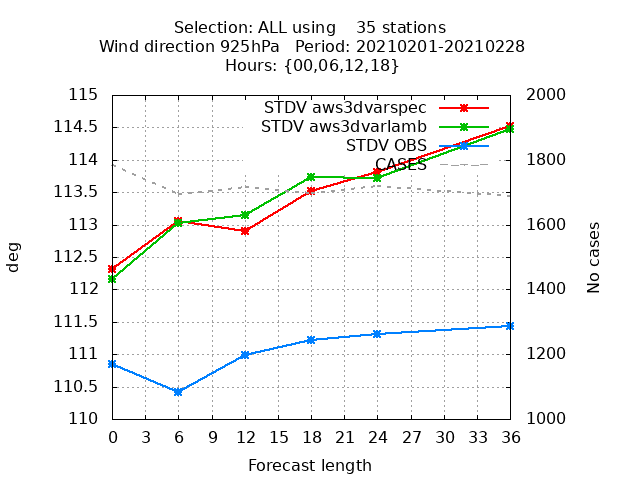 Selection: ALL using    35 stations
Wind direction 925hPa   Period: 20210201-20210228
Hours: {00,06,12,18}
STDV aws3dvarspec
STDV aws3dvarlamb
STDV OBS
CASES
115
114.5
114
113.5
113
112.5
112
111.5
111
110.5
110
deg
2000
1800
1600
1400
1200
1000
No cases
0 3 6 9 12 15 18 21 24 27 30 33 36
Forecast length